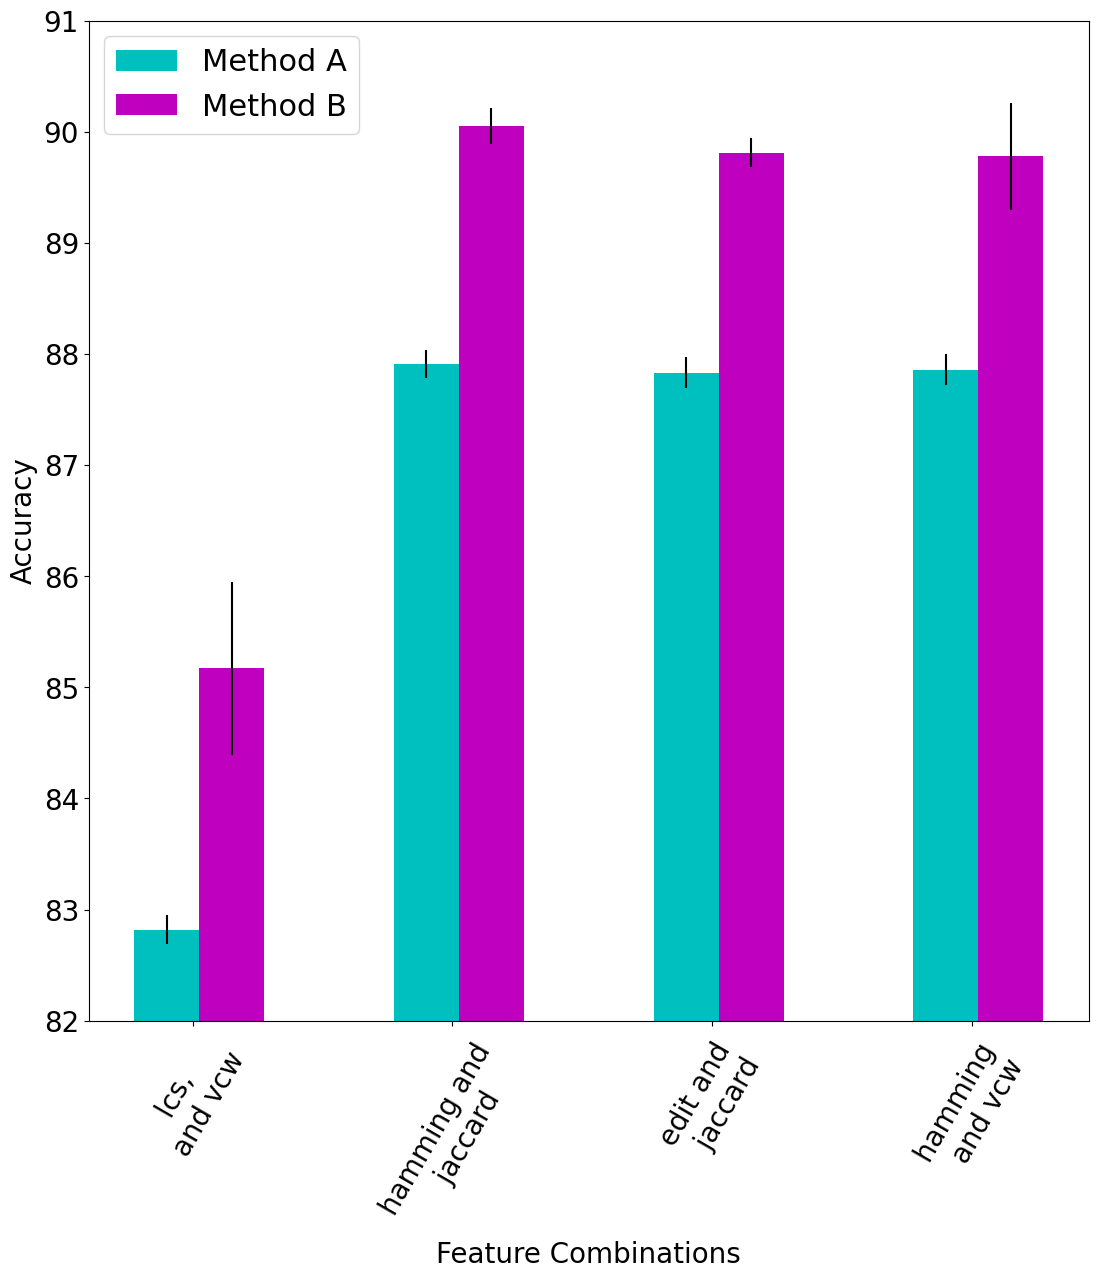 Method A
Method B
91
90
89
88
87
86
85
84
83
82
Accuracy
lcs,
and vcw
hamming and
jaccard
edit and
jaccard
hamming
and vcw
Feature Combinations